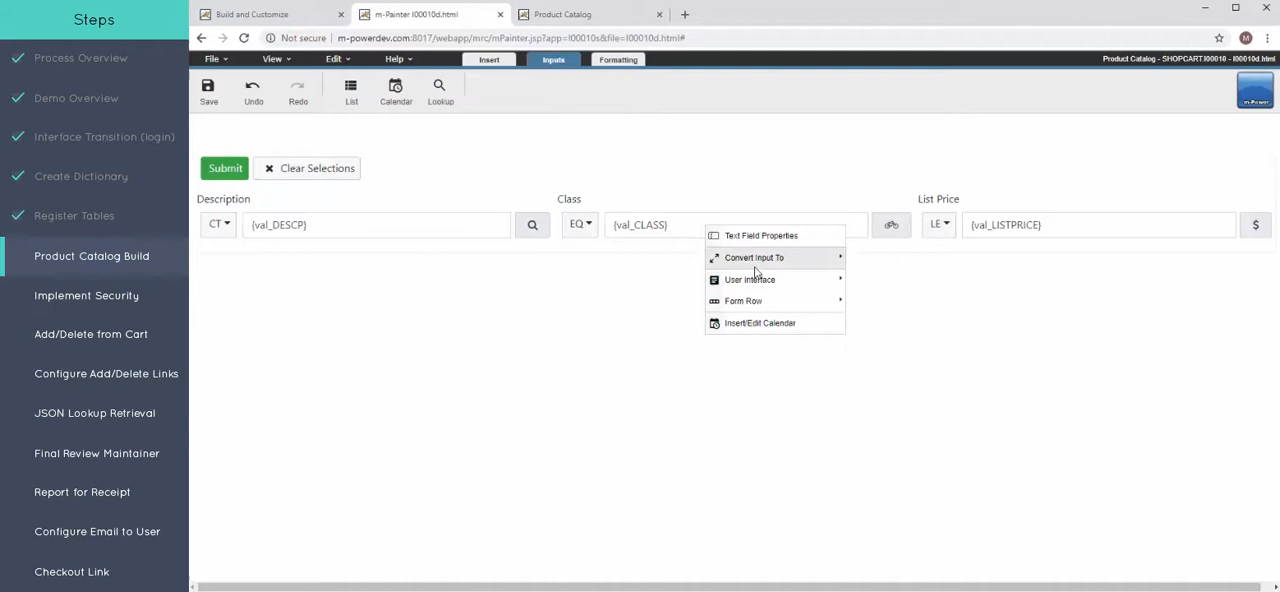 Steps
Process Overview
Demo Overview
Interface Transition (login)
Create Dictionary
Register Tables
Product Catalog Build
Implement Security
Add/Delete from Cart
Configure Add/Delete Links
JSON Lookup Retrieval
Final Review Maintainer
Report for Receipt
Configure Email to User
Checkout Link
Build and Customize
m-Painter I00010d.html
Product Catalog
Not secure m-powerdev.com:8017/webapp/mrc/mPainter.jsp?app=I00010s&file=I00010d.html#
M
File View Edit Help Insert Inputs Formatting
Product Catalog - SHOPCART.I00010 - I00010d.html
Save Undo Redo List Calendar Lookup
m-Power
Submit Clear Selections
Description Class List Price
CT {val_DESCP} EQ {val_CLASS} LE {val_LISTPRICE} $
Text Field Properties
Convert Input To
User Interface
Form Row
Insert/Edit Calendar